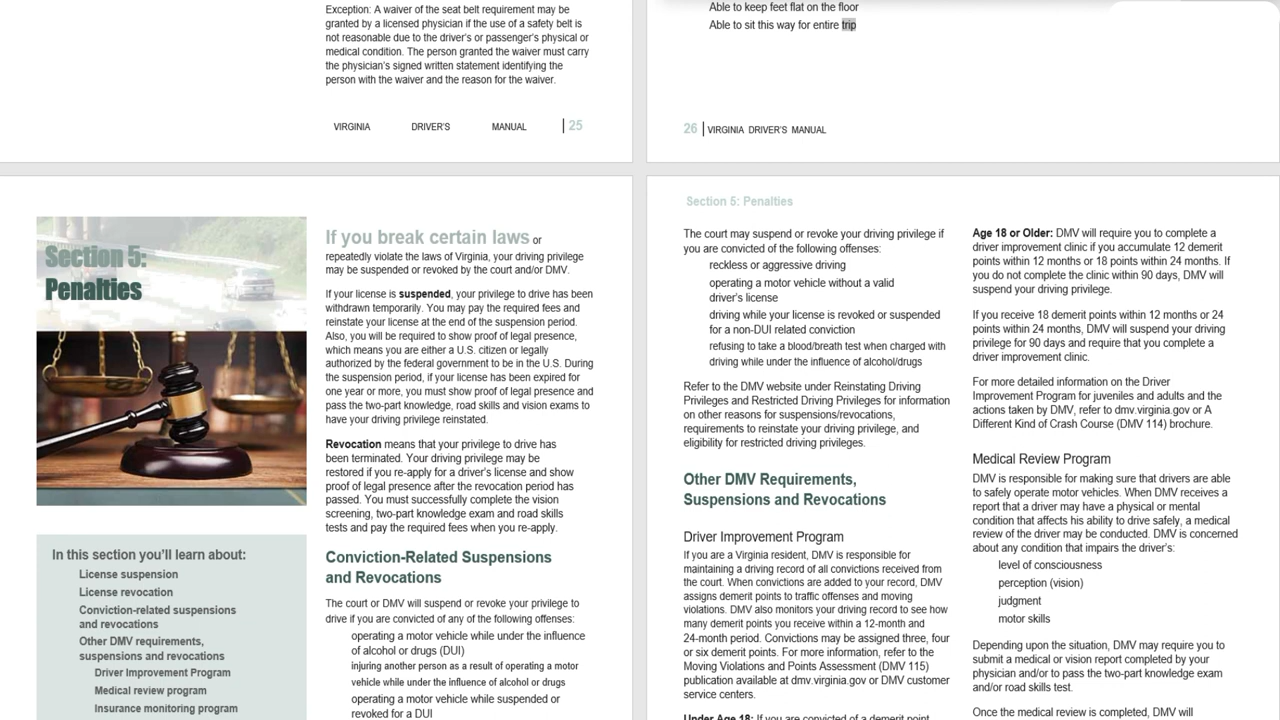 Exception: A waiver of the seat belt requirement may be
granted by a licensed physician if the use of a safety belt is
not reasonable due to the driver's or passenger's physical or
medical condition. The person granted the waiver must carry
the physician's signed written statement identifying the
person with the waiver and the reason for the waiver.
VIRGINIA DRIVER'S MANUAL 25
Able to keep feet flat on the floor
Able to sit this way for entire trip
26 VIRGINIA DRIVER'S MANUAL
Section 5:
Penalties
In this section you'll learn about:
License suspension
License revocation
Conviction-related suspensions
and revocations
Other DMV requirements,
suspensions and revocations
Driver Improvement Program
Medical review program
Insurance monitoring program
If you break certain laws or
repeatedly violate the laws of Virginia, your driving privilege
may be suspended or revoked by the court and/or DMV.
If your license is suspended, your privilege to drive has been
withdrawn temporarily. You may pay the required fees and
reinstate your license at the end of the suspension period.
Also, you will be required to show proof of legal presence,
which means you are either a U.S. citizen or legally
authorized by the federal government to be in the U.S. During
the suspension period, if your license has been expired for
one year or more, you must show proof of legal presence and
pass the two-part knowledge, road skills and vision exams to
have your driving privilege reinstated.
Revocation means that your privilege to drive has
been terminated. Your driving privilege may be
restored if you re-apply for a driver's license and show
proof of legal presence after the revocation period has
passed. You must successfully complete the vision
screening, two-part knowledge exam and road skills
tests and pay the required fees when you re-apply.
Conviction-Related Suspensions
and Revocations
The court or DMV will suspend or revoke your privilege to
drive if you are convicted of any of the following offenses:
operating a motor vehicle while under the influence
of alcohol or drugs (DUI)
injuring another person as a result of operating a motor
vehicle while under the influence of alcohol or drugs
operating a motor vehicle while suspended or
revoked for a DUI
Section 5: Penalties
The court may suspend or revoke your driving privilege if
you are convicted of the following offenses:
reckless or aggressive driving
operating a motor vehicle without a valid
driver's license
driving while your license is revoked or suspended
for a non-DUI related conviction
refusing to take a blood/breath test when charged with
driving while under the influence of alcohol/drugs
Refer to the DMV website under Reinstating Driving
Privileges and Restricted Driving Privileges for information
on other reasons for suspensions/revocations,
requirements to reinstate your driving privilege, and
eligibility for restricted driving privileges.
Other DMV Requirements,
Suspensions and Revocations
Driver Improvement Program
If you are a Virginia resident, DMV is responsible for
maintaining a driving record of all convictions received from
the court. When convictions are added to your record, DMV
assigns demerit points to traffic offenses and moving
violations. DMV also monitors your driving record to see how
many demerit points you receive within a 12-month and
24-month period. Convictions may be assigned three, four
or six demerit points. For more information, refer to the
Moving Violations and Points Assessment (DMV 115)
publication available at dmv.virginia.gov or DMV customer
service centers.
Under Age 18: If you are convicted of a demerit point
Age 18 or Older: DMV will require you to complete a
driver improvement clinic if you accumulate 12 demerit
points within 12 months or 18 points within 24 months. If
you do not complete the clinic within 90 days, DMV will
suspend your driving privilege.
If you receive 18 demerit points within 12 months or 24
points within 24 months, DMV will suspend your driving
privilege for 90 days and require that you complete a
driver improvement clinic.
For more detailed information on the Driver
Improvement Program for juveniles and adults and the
actions taken by DMV, refer to dmv.virginia.gov or A
Different Kind of Crash Course (DMV 114) brochure.
Medical Review Program
DMV is responsible for making sure that drivers are able
to safely operate motor vehicles. When DMV receives a
report that a driver may have a physical or mental
condition that affects his ability to drive safely, a medical
review of the driver may be conducted. DMV is concerned
about any condition that impairs the driver's:
level of consciousness
perception (vision)
judgment
motor skills
Depending upon the situation, DMV may require you to
submit a medical or vision report completed by your
physician and/or to pass the two-part knowledge exam
and/or road skills test.
Once the medical review is completed, DMV will